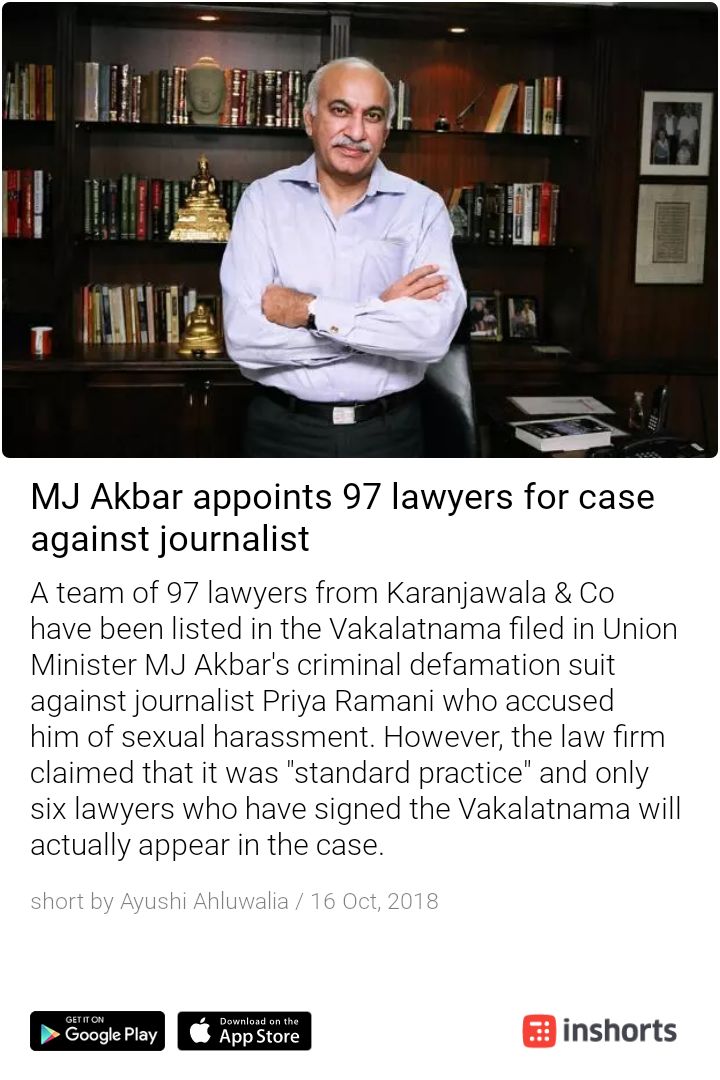 MJ Akbar appoints 97 lawyers for case
against journalist
A team of 97 lawyers from Karanjawala & Co
have been listed in the Vakalatnama filed in Union
Minister MJ Akbar's criminal defamation suit
against journalist Priya Ramani who accused
him of sexual harassment. However, the law firm
claimed that it was "standard practice" and only
six lawyers who have signed the Vakalatnama will
actually appear in the case.
short by Ayushi Ahluwalia / 16 Oct, 2018
GET IT ON
Google Play
Download on the
App Store
inshorts